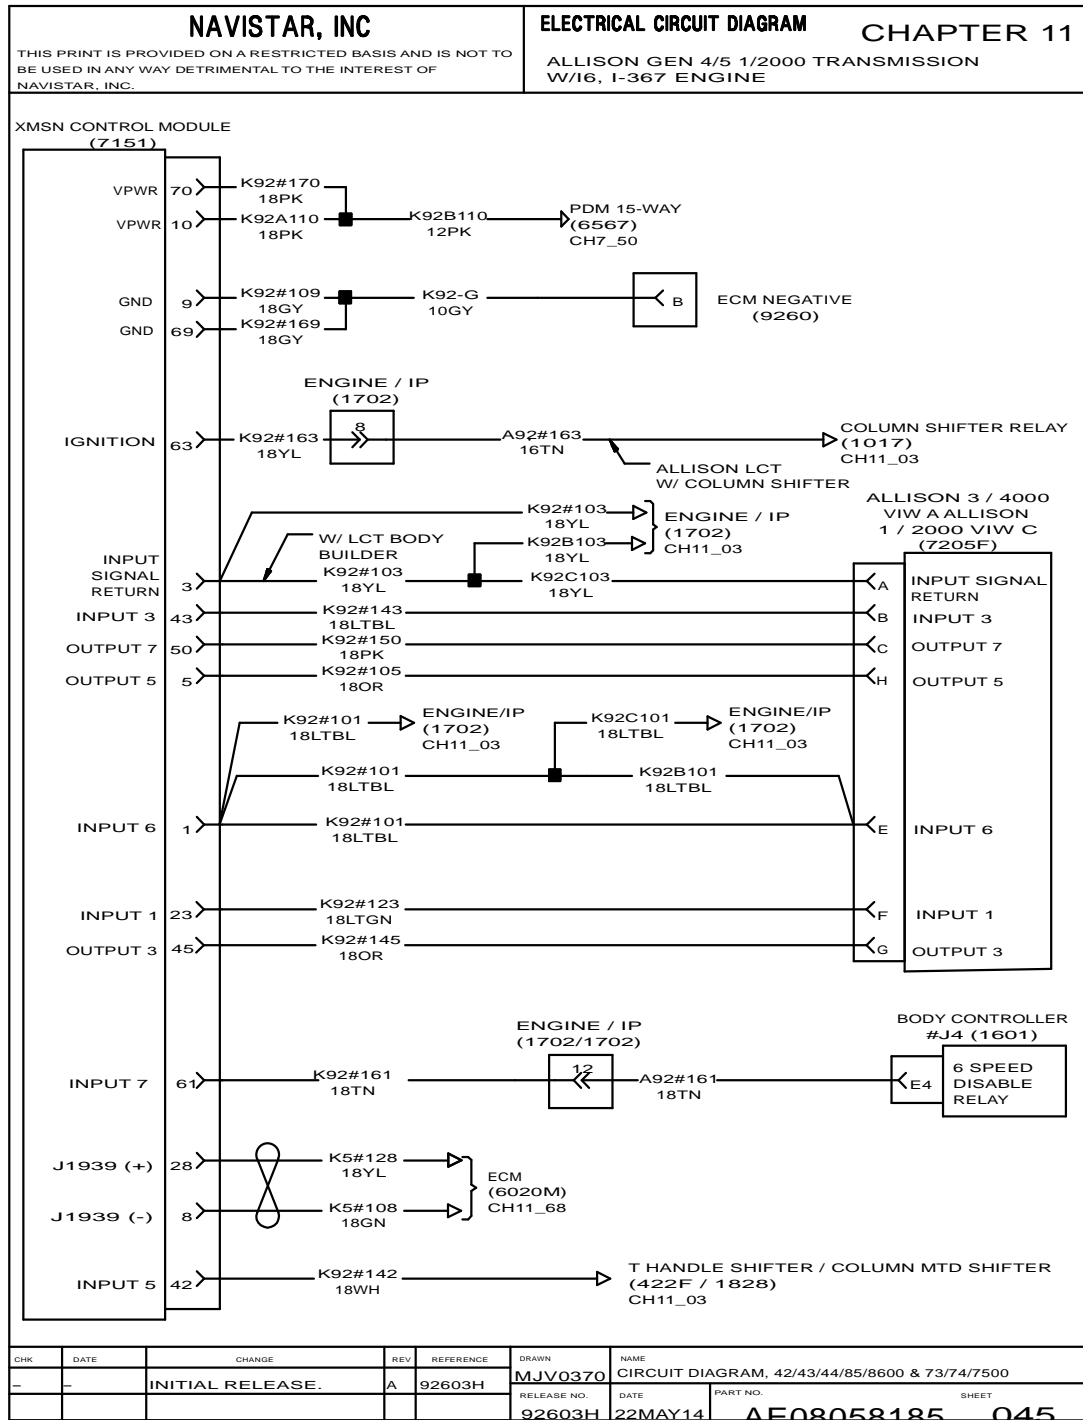 NAVISTAR, INC
THIS PRINT IS PROVIDED ON A RESTRICTED BASIS AND IS NOT TO
BE USED IN ANY WAY DETRIMENTAL TO THE INTEREST OF
NAVISTAR, INC.
ELECTRICAL CIRCUIT DIAGRAM
CHAPTER 11
ALLISON GEN 4/5 1/2000 TRANSMISSION
W/I6, I-367 ENGINE
XMSN CONTROL MODULE
(7151)
VPWR 70 K92#170
18PK
VPWR 10 K92A110 K92B110
18PK 12PK
PDM 15-WAY
(6567)
CH7_50
GND 9 K92#109 K92-G B
18GY 10GY
ECM NEGATIVE
(9260)
GND 69 K92#169
18GY
ENGINE / IP
(1702)
8
IGNITION 63 K92#163 A92#163
18YL 16TN
COLUMN SHIFTER RELAY
(1017)
CH11_03
ALLISON LCT
W/ COLUMN SHIFTER
ALLISON 3 / 4000
VIW A ALLISON
1 / 2000 VIW C
(7205F)
K92#103
18YL
K92B103
18YL
ENGINE / IP
(1702)
CH11_03
W/ LCT BODY
BUILDER
INPUT
SIGNAL
RETURN
3 K92#103 K92C103 A
18YL 18YL
INPUT SIGNAL
RETURN
INPUT 3 43 K92#143 B INPUT 3
18LTBL
OUTPUT 7 50 K92#150 C OUTPUT 7
18PK
OUTPUT 5 5 K92#105 H OUTPUT 5
18OR
K92#101
18LTBL
ENGINE/IP
(1702)
CH11_03
K92C101
18LTBL
ENGINE/IP
(1702)
CH11_03
K92#101 K92B101
18LTBL 18LTBL
INPUT 6 1 K92#101 E INPUT 6
18LTBL
INPUT 1 23 K92#123 F INPUT 1
18LTGN
OUTPUT 3 45 K92#145 G OUTPUT 3
18OR
ENGINE / IP
(1702/1702)
12
BODY CONTROLLER
#J4 (1601)
INPUT 7 61 K92#161 A92#161 E4
18TN 18TN
6 SPEED
DISABLE
RELAY
J1939 (+) 28 K5#128
18YL
ECM
(6020M)
CH11_68
J1939 (-) 8 K5#108
18GN
INPUT 5 42 K92#142
18WH
T HANDLE SHIFTER / COLUMN MTD SHIFTER
(422F / 1828)
CH11_03
CHK DATE CHANGE REV REFERENCE
– – INITIAL RELEASE. A 92603H
DRAWN
MJV0370
NAME
CIRCUIT DIAGRAM, 42/43/44/85/8600 & 73/74/7500
RELEASE NO. DATE PART NO. SHEET
92603H 22MAY14 AE08058185 045